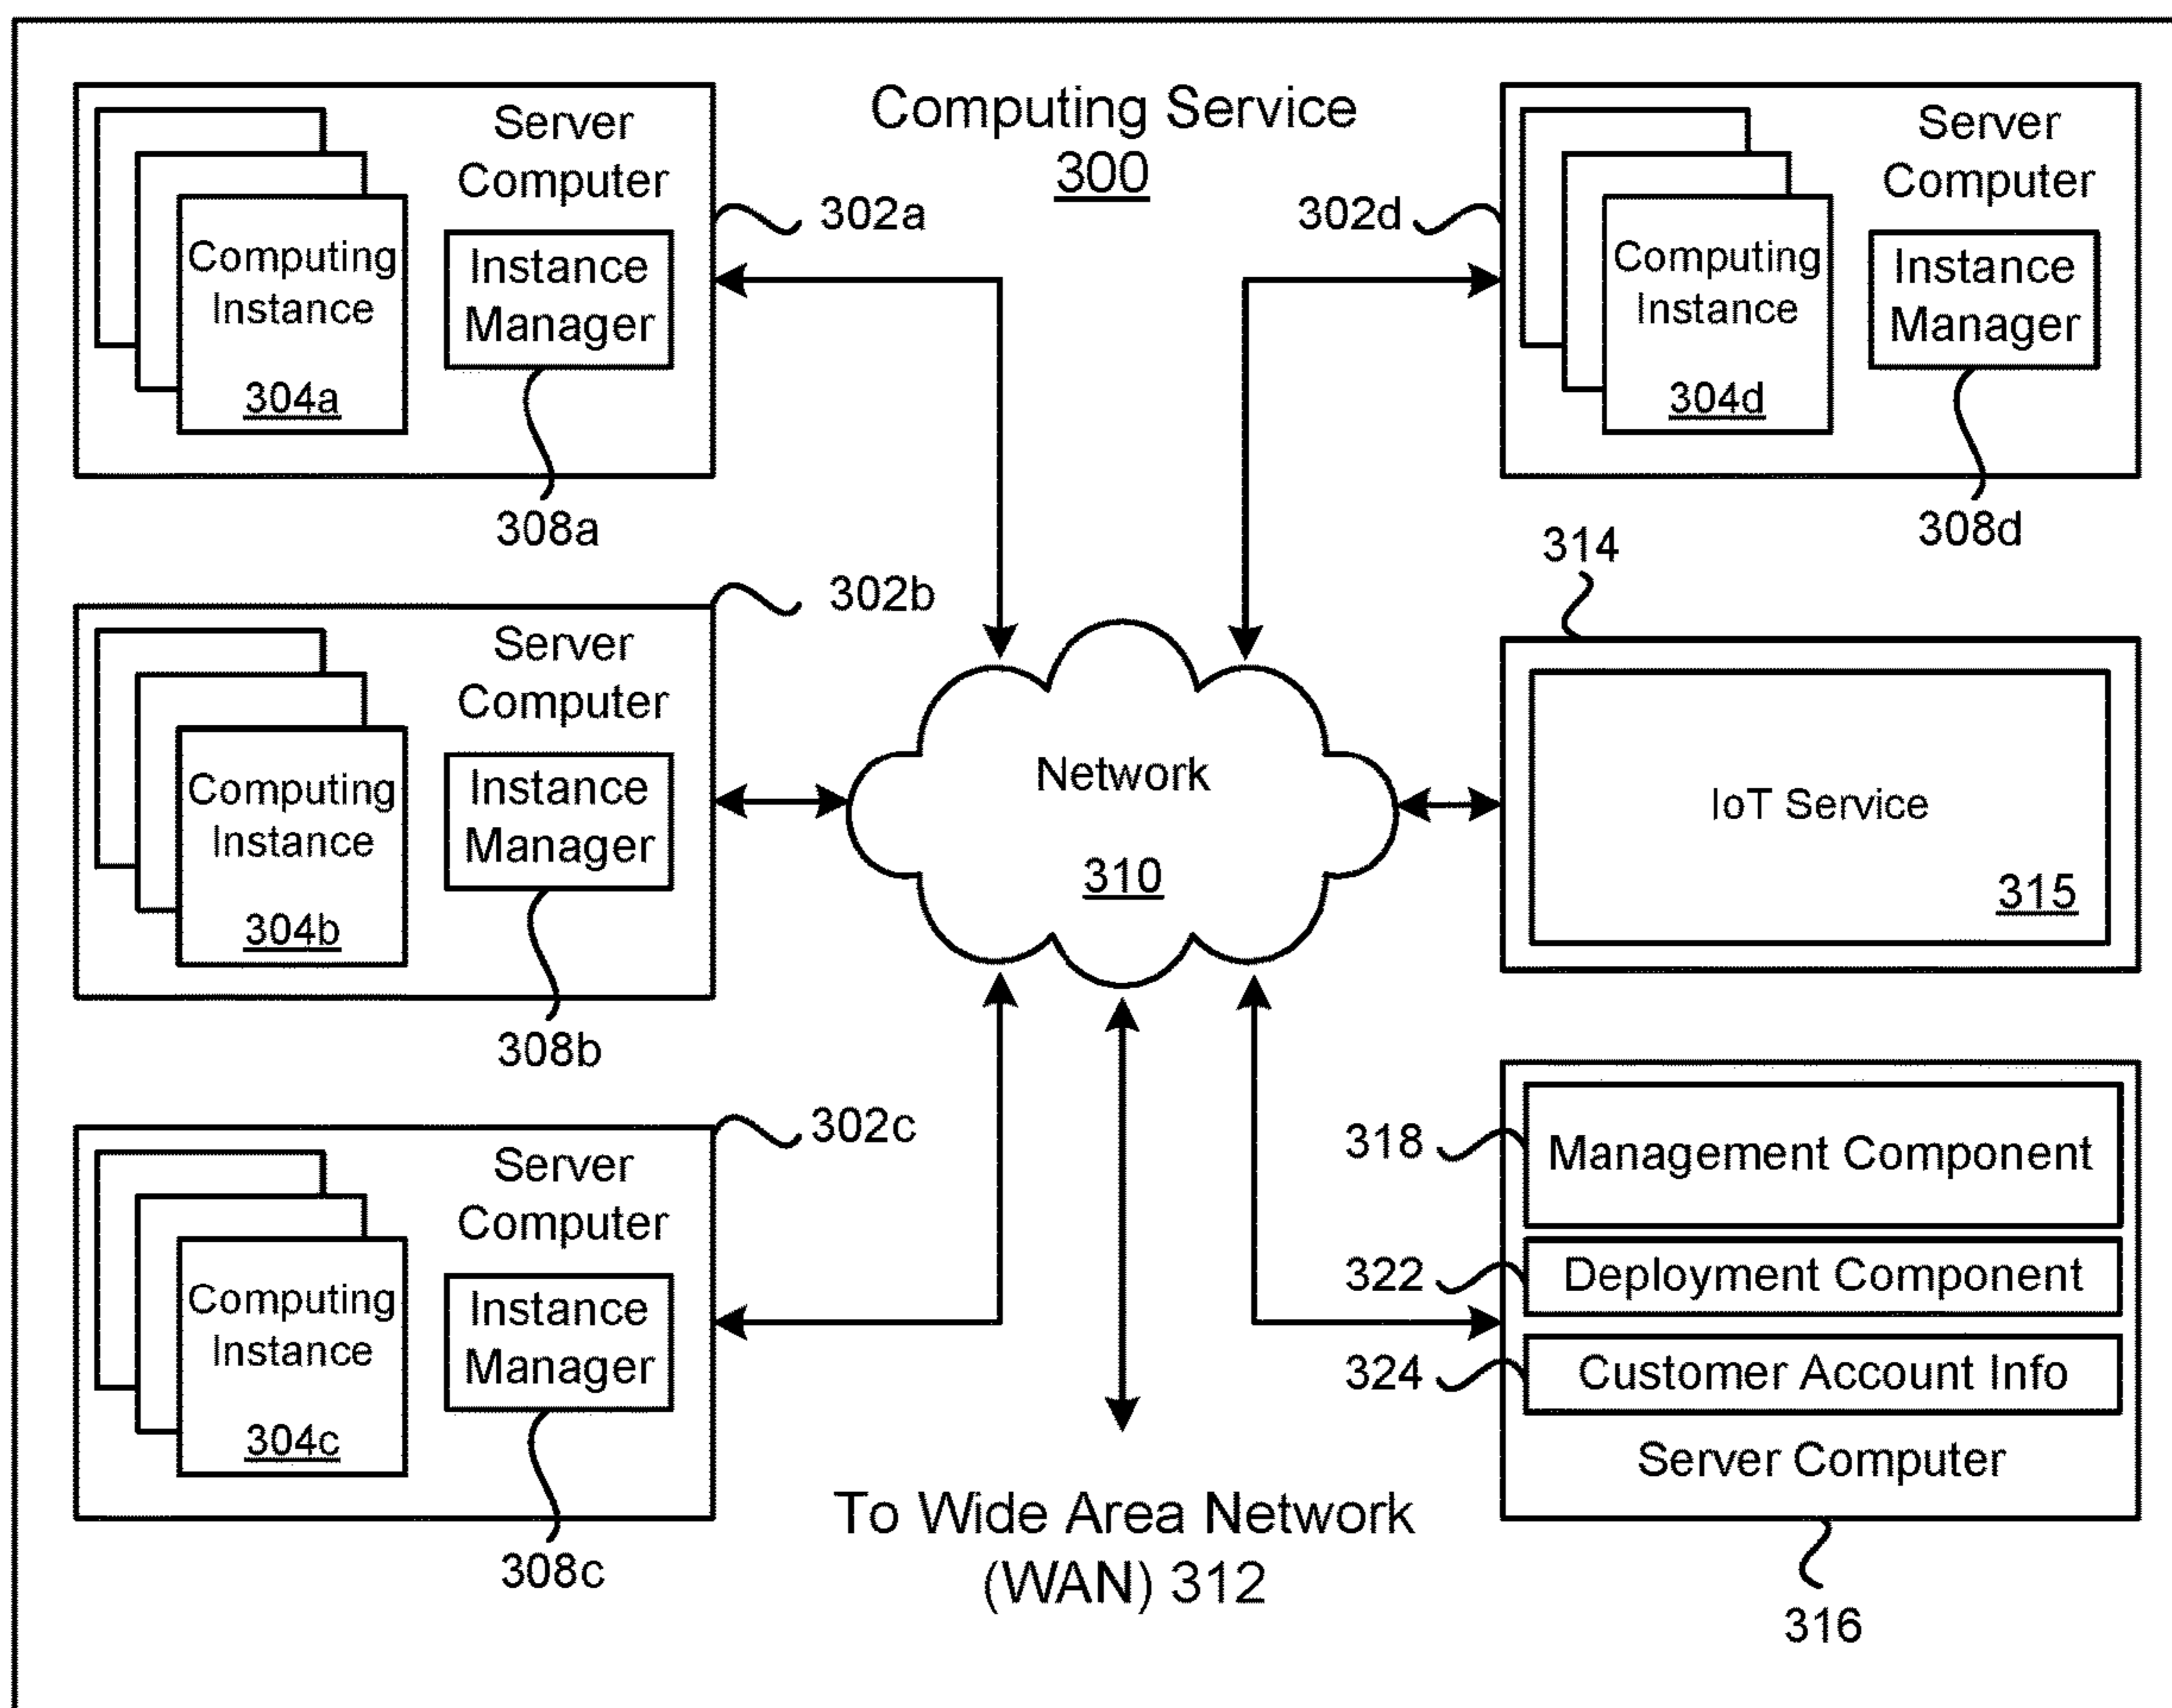 Computing Service
300
Server
Computer
302a
Computing
Instance
304a
Instance
Manager
308a
302d
Server
Computer
Computing
Instance
304d
Instance
Manager
308d
302b
Server
Computer
Computing
Instance
304b
Instance
Manager
308b
Network
310
314
IoT Service
315
302c
Server
Computer
Computing
Instance
304c
Instance
Manager
308c
To Wide Area Network
(WAN) 312
318
Management Component
322
Deployment Component
324
Customer Account Info
Server Computer
316